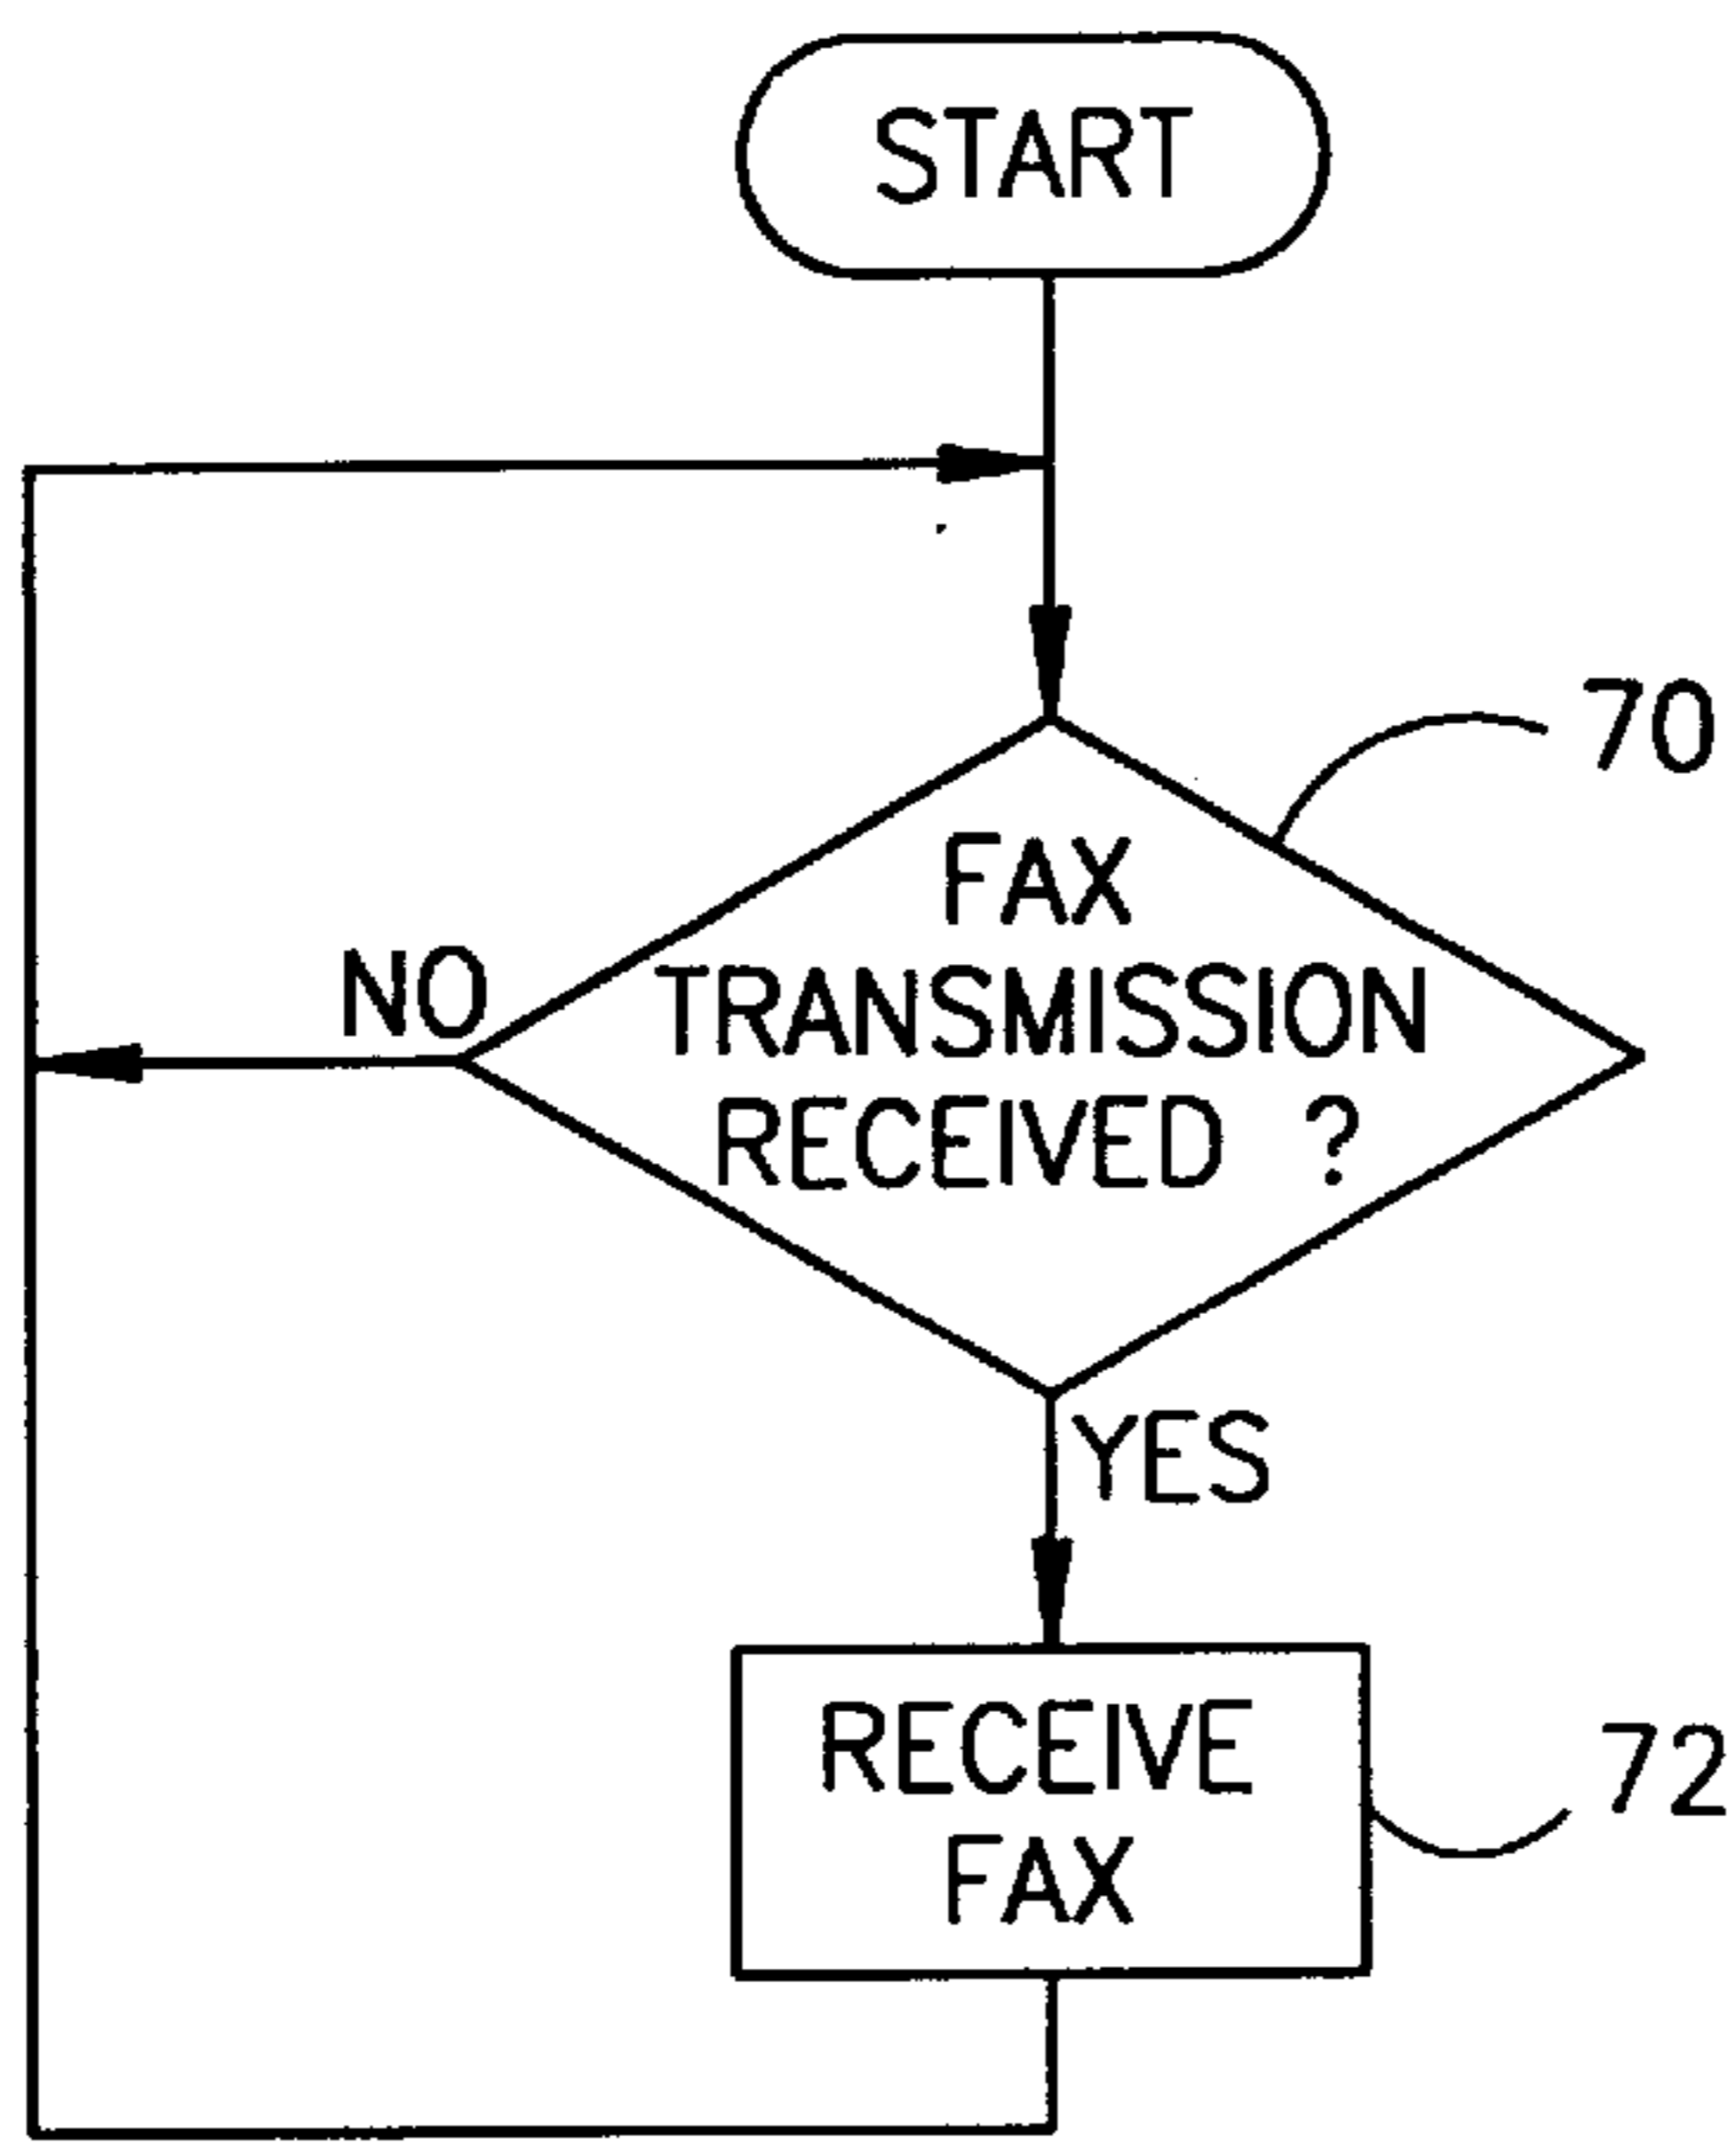 START
70
FAX
NO
TRANSMISSION
RECEIVED ?
YES
RECEIVE
72
FAX